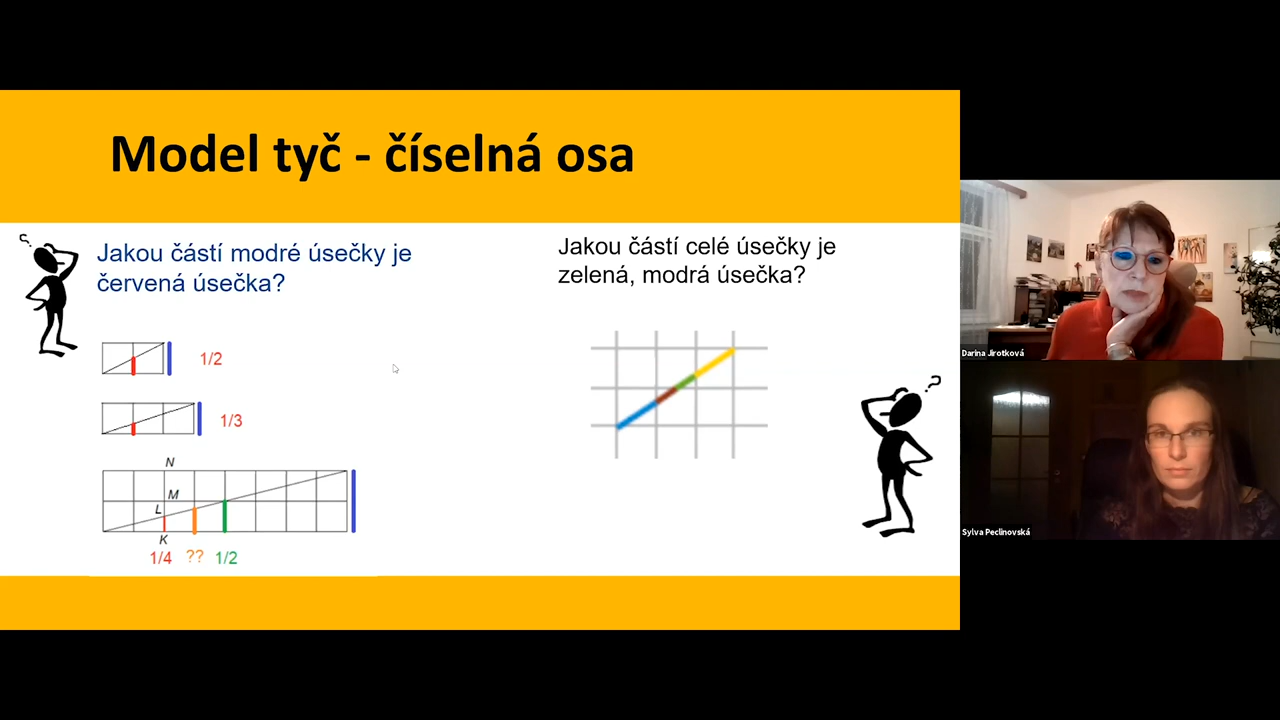 Model tyč - číselná osa
Jakou částí modré úsečky je
červená úsečka?
1/2
1/3
N
M
L
K
1/4 ?? 1/2
Jakou částí celé úsečky je
zelená, modrá úsečka?
?
?
Darina Jirotková
Sylva Peclinovská